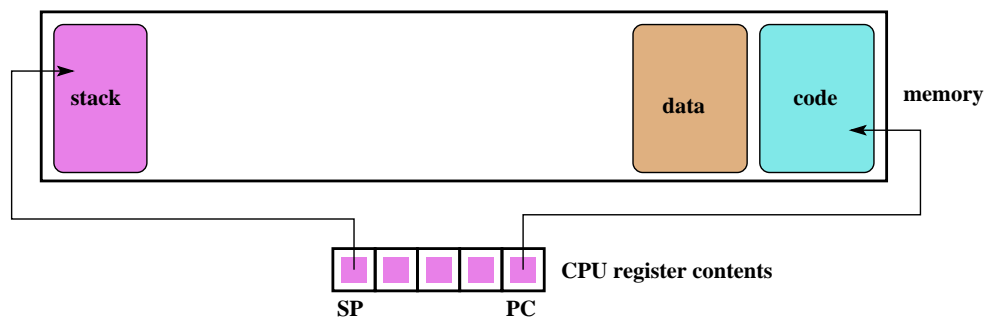 stack
data
code
memory
CPU register contents
SP
PC